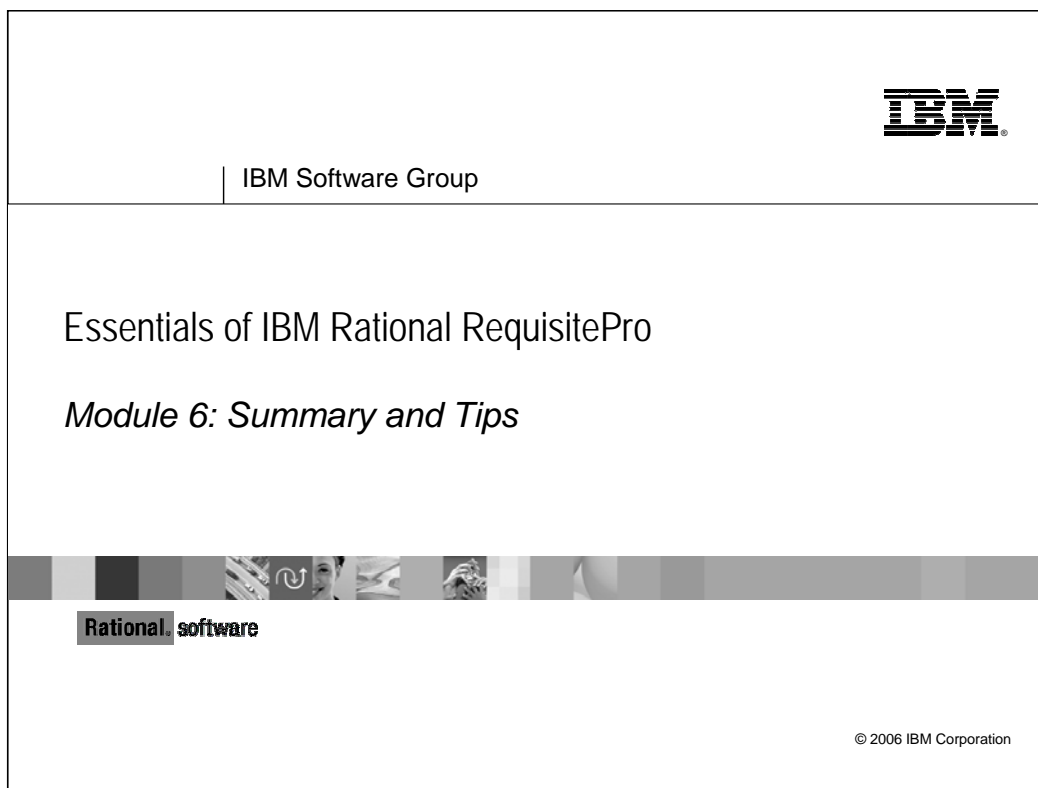 IBM®
IBM Software Group
Essentials of IBM Rational RequisitePro
Module 6: Summary and Tips
Rational® software
© 2006 IBM Corporation